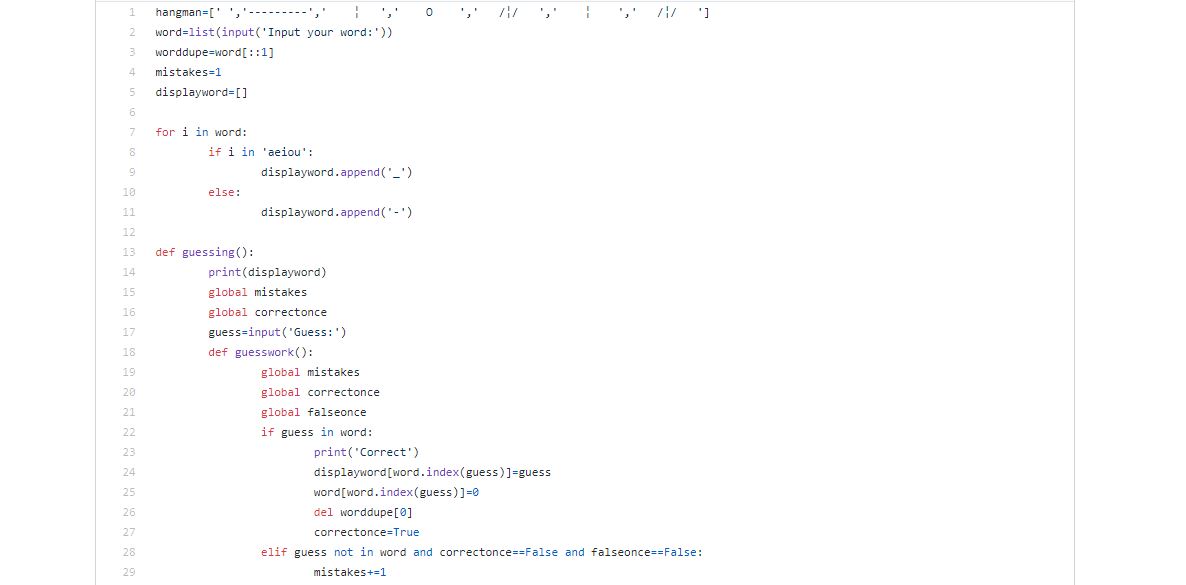 1 hangman=[' ','---------','    ¦   ','    O    ','   /¦/   ','    ¦    ','   /¦/   ']
2 word=list(input('Input your word:'))
3 worddupe=word[::1]
4 mistakes=1
5 displayword=[]
6
7 for i in word:
8         if i in 'aeiou':
9                 displayword.append('_')
10         else:
11                 displayword.append('-')
12
13 def guessing():
14         print(displayword)
15         global mistakes
16         global correctonce
17         guess=input('Guess:')
18         def guesswork():
19                 global mistakes
20                 global correctonce
21                 global falseonce
22                 if guess in word:
23                         print('Correct')
24                         displayword[word.index(guess)]=guess
25                         word[word.index(guess)]=0
26                         del worddupe[0]
27                         correctonce=True
28                 elif guess not in word and correctonce==False and falseonce==False:
29                         mistakes+=1